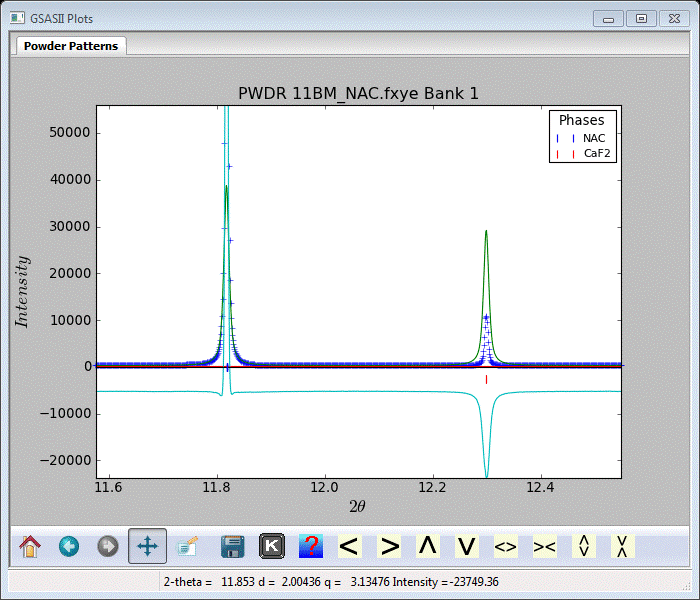 GSASII Plots
Powder Patterns
PWDR 11BM_NAC.fxye Bank 1
Phases
NAC
CaF2
50000
40000
30000
20000
10000
0
−10000
−20000
Intensity
11.6 11.8 12.0 12.2 12.4
2θ
K ? < > Λ V <> ><
2-theta = 11.853 d = 2.00436 q = 3.13476 Intensity =-23749.36